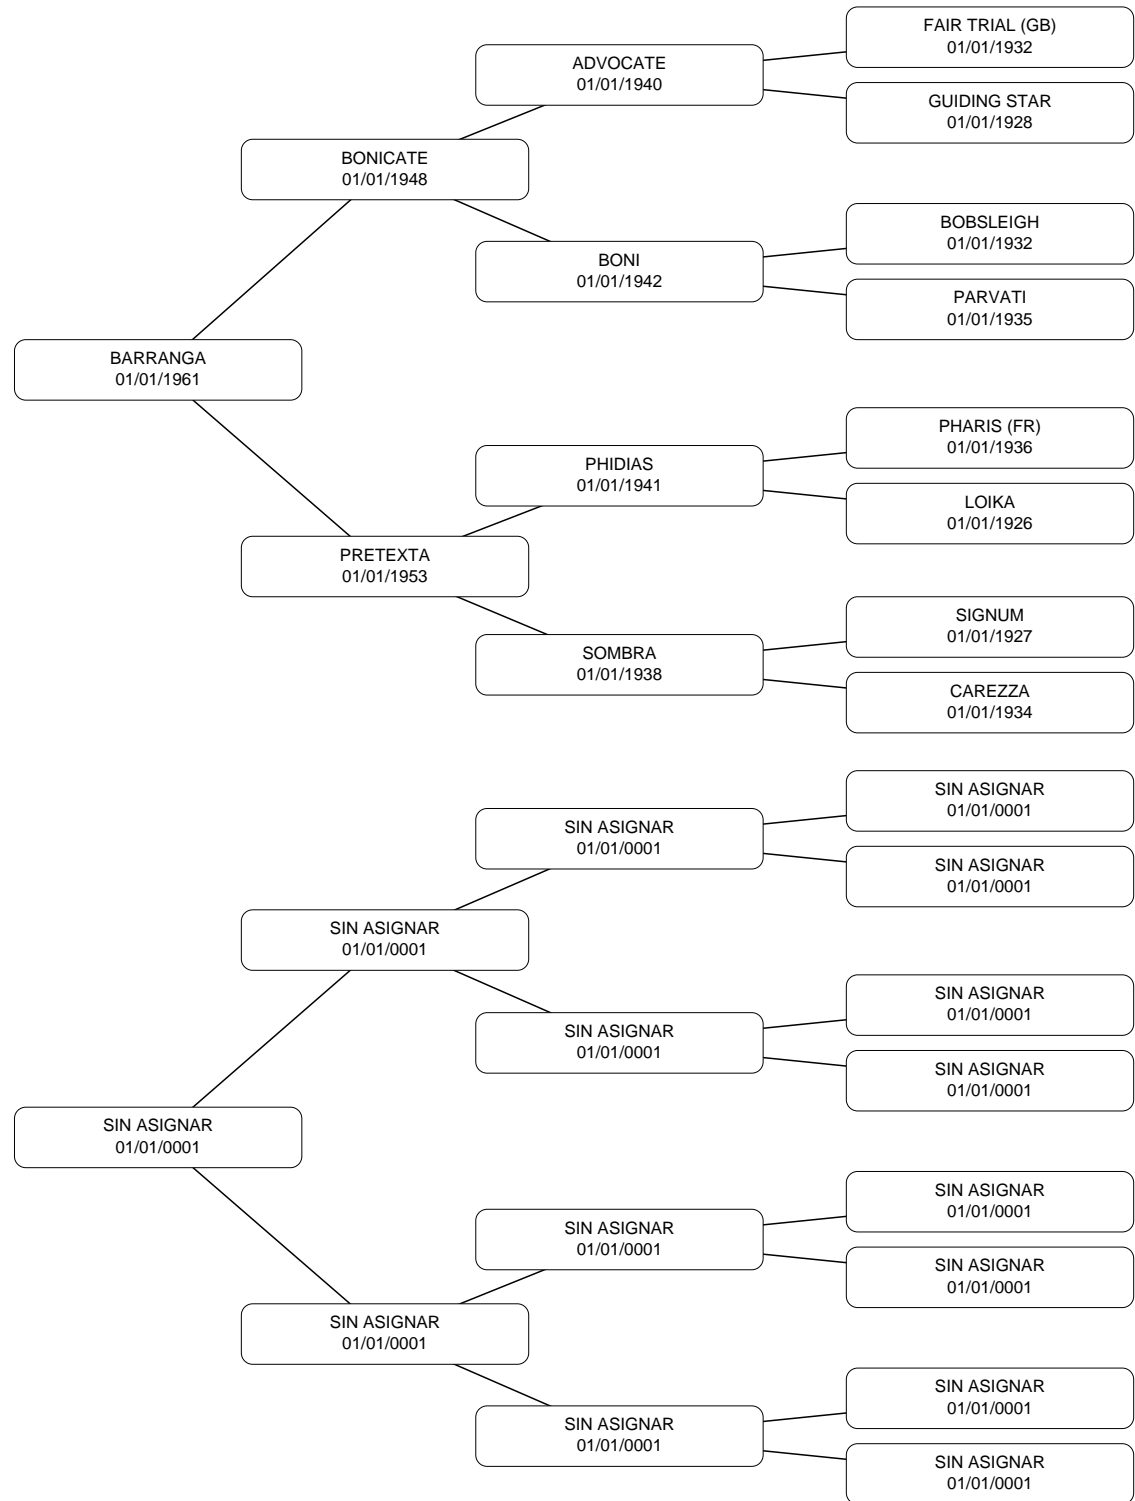 FAIR TRIAL (GB)
01/01/1932
ADVOCATE
01/01/1940
GUIDING STAR
01/01/1928
BONICATE
01/01/1948
BOBSLEIGH
01/01/1932
BONI
01/01/1942
PARVATI
01/01/1935
BARRANGA
01/01/1961
PHARIS (FR)
01/01/1936
PHIDIAS
01/01/1941
LOIKA
01/01/1926
PRETEXTA
01/01/1953
SIGNUM
01/01/1927
SOMBRA
01/01/1938
CAREZZA
01/01/1934
SIN ASIGNAR
01/01/0001
SIN ASIGNAR
01/01/0001
SIN ASIGNAR
01/01/0001
SIN ASIGNAR
01/01/0001
SIN ASIGNAR
01/01/0001
SIN ASIGNAR
01/01/0001
SIN ASIGNAR
01/01/0001
SIN ASIGNAR
01/01/0001
SIN ASIGNAR
01/01/0001
SIN ASIGNAR
01/01/0001
SIN ASIGNAR
01/01/0001
SIN ASIGNAR
01/01/0001
SIN ASIGNAR
01/01/0001
SIN ASIGNAR
01/01/0001
SIN ASIGNAR
01/01/0001